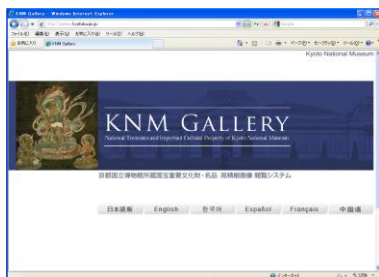 KNM Gallery - Windows Internet Explorer
KNM Gallery
Kyoto National Museum
KNM GALLERY
National Treasures and Important Cultural Property of Kyoto National Museum
京都国立博物館所蔵国宝重要文化財・名品 高精細画像 閲覧システム
日本語版 English 한국어 Español Français 中国语